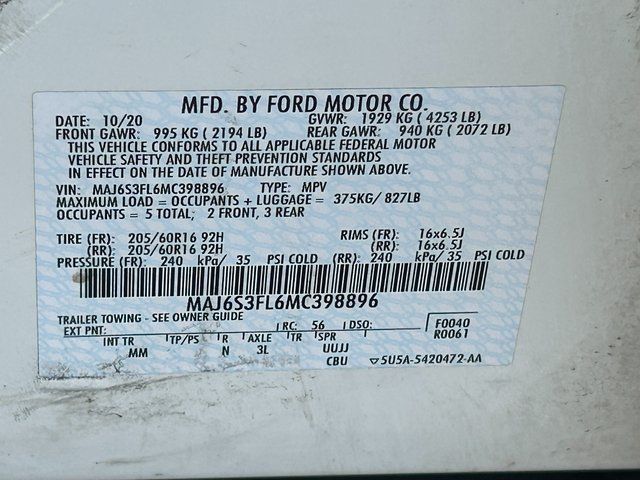 MFD. BY FORD MOTOR CO.
DATE: 10/20 GVWR: 1929 KG ( 4253 LB)
FRONT GAWR: 995 KG ( 2194 LB) REAR GAWR: 940 KG ( 2072 LB)
THIS VEHICLE CONFORMS TO ALL APPLICABLE FEDERAL MOTOR
VEHICLE SAFETY AND THEFT PREVENTION STANDARDS
IN EFFECT ON THE DATE OF MANUFACTURE SHOWN ABOVE.
VIN: MAJ6S3FL6MC398896 TYPE: MPV
MAXIMUM LOAD = OCCUPANTS + LUGGAGE = 375KG/ 827LB
OCCUPANTS = 5 TOTAL; 2 FRONT, 3 REAR
TIRE (FR): 205/60R16 92H RIMS (FR): 16x6.5J
(RR): 205/60R16 92H (RR): 16x6.5J
PRESSURE (FR): 240 kPa/ 35 PSI COLD (RR): 240 kPa/ 35 PSI COLD
MAJ6S3FL6MC398896
TRAILER TOWING - SEE OWNER GUIDE
EXT PNT: RC: 56 DSO: F0040
R0061
INT TR TP/PS R AXLE TR SPR
MM N 3L UUJJ
CBU ▽5U5A-5420472-AA